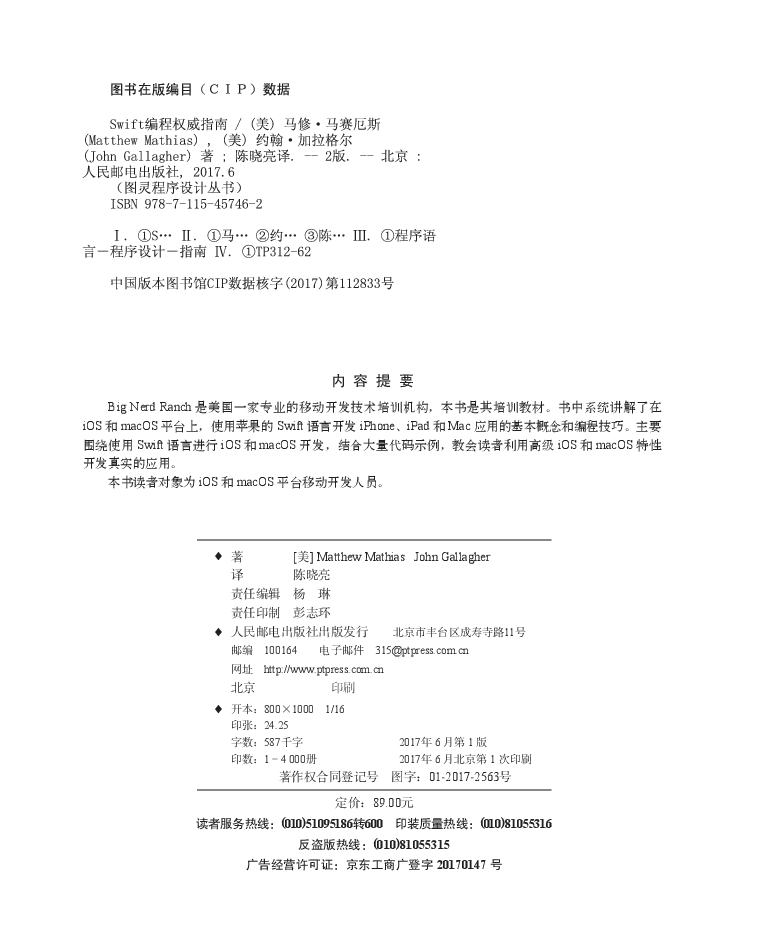 图书在版编目(CIP)数据
Swift编程权威指南 / (美) 马修·马赛厄斯
(Matthew Mathias) , (美) 约翰·加拉格尔
(John Gallagher) 著 ; 陈晓亮译. -- 2版. -- 北京 :
人民邮电出版社, 2017.6
(图灵程序设计丛书)
ISBN 978-7-115-45746-2
Ⅰ. ①S… Ⅱ. ①马… ②约… ③陈… Ⅲ. ①程序语
言－程序设计－指南 Ⅳ. ①TP312-62
中国版本图书馆CIP数据核字(2017)第112833号
内 容 提 要
Big Nerd Ranch 是美国一家专业的移动开发技术培训机构，本书是其培训教材。书中系统讲解了在
iOS 和 macOS 平台上，使用苹果的 Swift 语言开发 iPhone、iPad 和 Mac 应用的基本概念和编程技巧。主要
围绕使用 Swift 语言进行 iOS 和 macOS 开发，结合大量代码示例，教会读者利用高级 iOS 和 macOS 特性
开发真实的应用。
本书读者对象为 iOS 和 macOS 平台移动开发人员。
♦ 著 [美] Matthew Mathias John Gallagher
译 陈晓亮
责任编辑 杨 琳
责任印制 彭志环
♦ 人民邮电出版社出版发行 北京市丰台区成寿寺路11号
邮编 100164 电子邮件 315@ptpress.com.cn
网址 http://www.ptpress.com.cn
北京 印刷
♦ 开本：800×1000 1/16
印张：24.25
字数：587千字 2017年 6 月第 1 版
印数：1－4 000册 2017年 6 月北京第 1 次印刷
著作权合同登记号 图字：01-2017-2563号
定价：89.00元
读者服务热线：(010)51095186转600 印装质量热线：(010)81055316
反盗版热线：(010)81055315
广告经营许可证：京东工商广登字 20170147 号